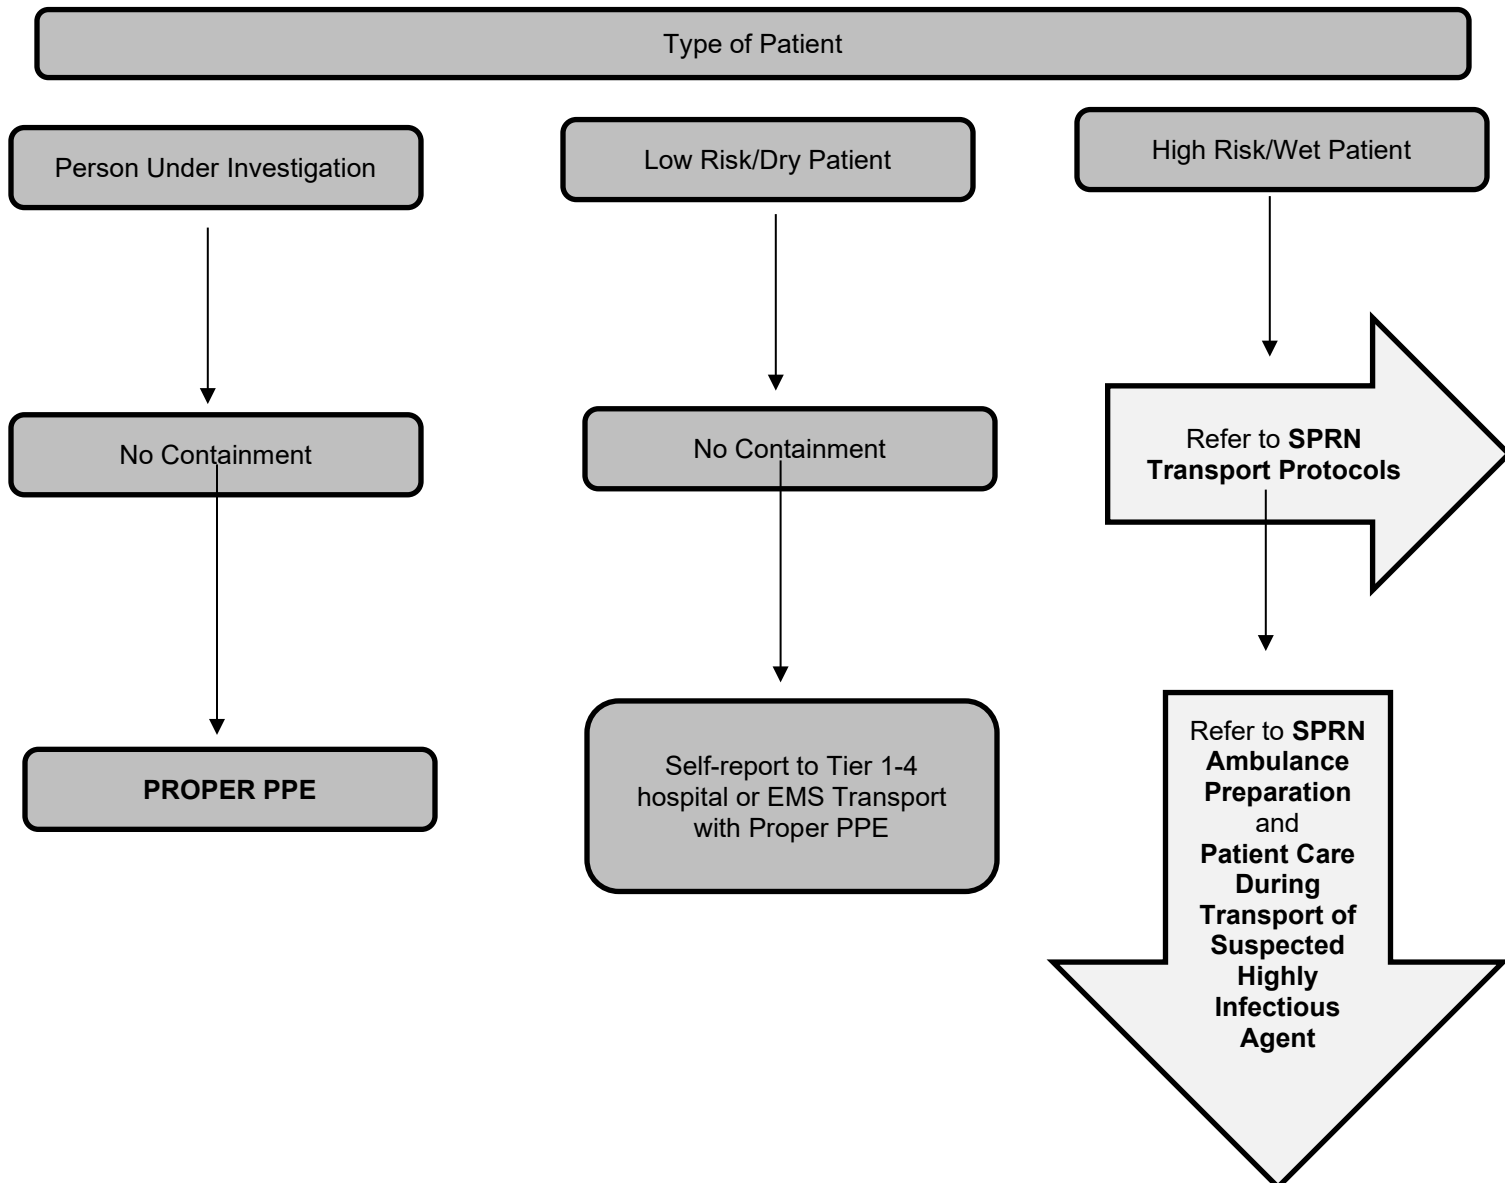 Type of Patient
Person Under Investigation
Low Risk/Dry Patient
High Risk/Wet Patient
No Containment
No Containment
Refer to SPRN
Transport Protocols
PROPER PPE
Self-report to Tier 1-4
hospital or EMS Transport
with Proper PPE
Refer to SPRN
Ambulance
Preparation
and
Patient Care
During
Transport of
Suspected
Highly
Infectious
Agent